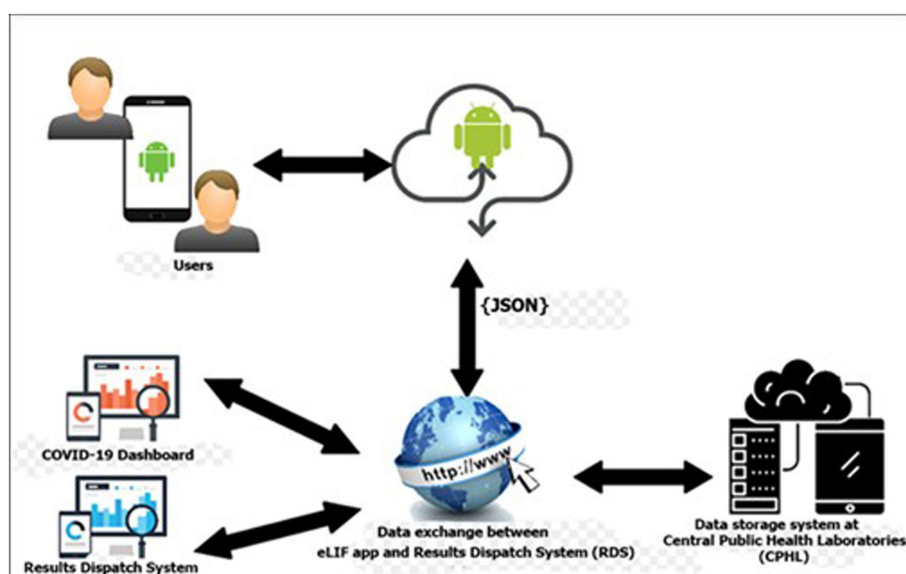 Users
{JSON}
COVID-19 Dashboard
http://www
Results Dispatch System
Data exchange between
eLIF app and Results Dispatch System (RDS)
Data storage system at
Central Public Health Laboratories
(CPHL)